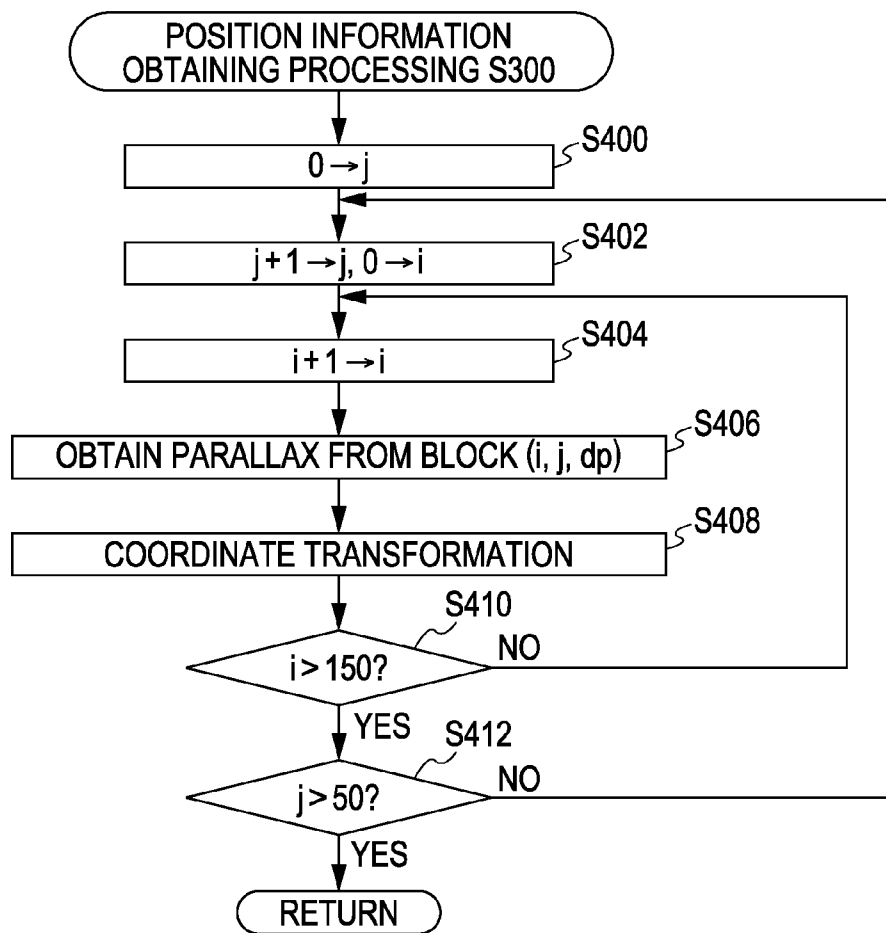 POSITION INFORMATION
OBTAINING PROCESSING S300
S400
0→j
S402
j+1→j, 0→i
S404
i+1→i
S406
OBTAIN PARALLAX FROM BLOCK (i, j, dp)
S408
COORDINATE TRANSFORMATION
S410
i>150?
NO
YES
S412
j>50?
NO
YES
RETURN